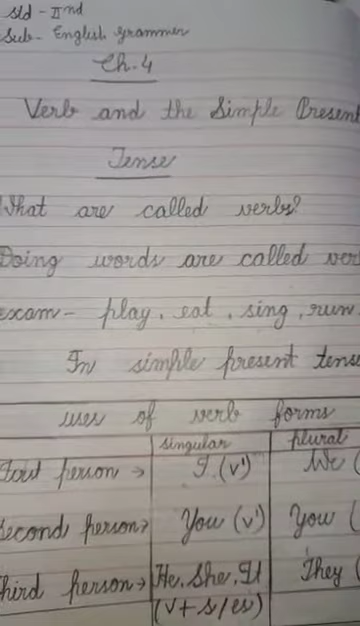 Std - IInd
Sub - English Grammer
Ch. 4
Verb and the Simple Present
Tense
What are called verbs?
Doing words are called ver
exam - play, eat, sing, run.
In simple present tense
uses of verb forms
singular plural
First person → I (v¹) We (
Second person→ You (v¹) You (
Third person→ He, She, It They (
(v + s/es)